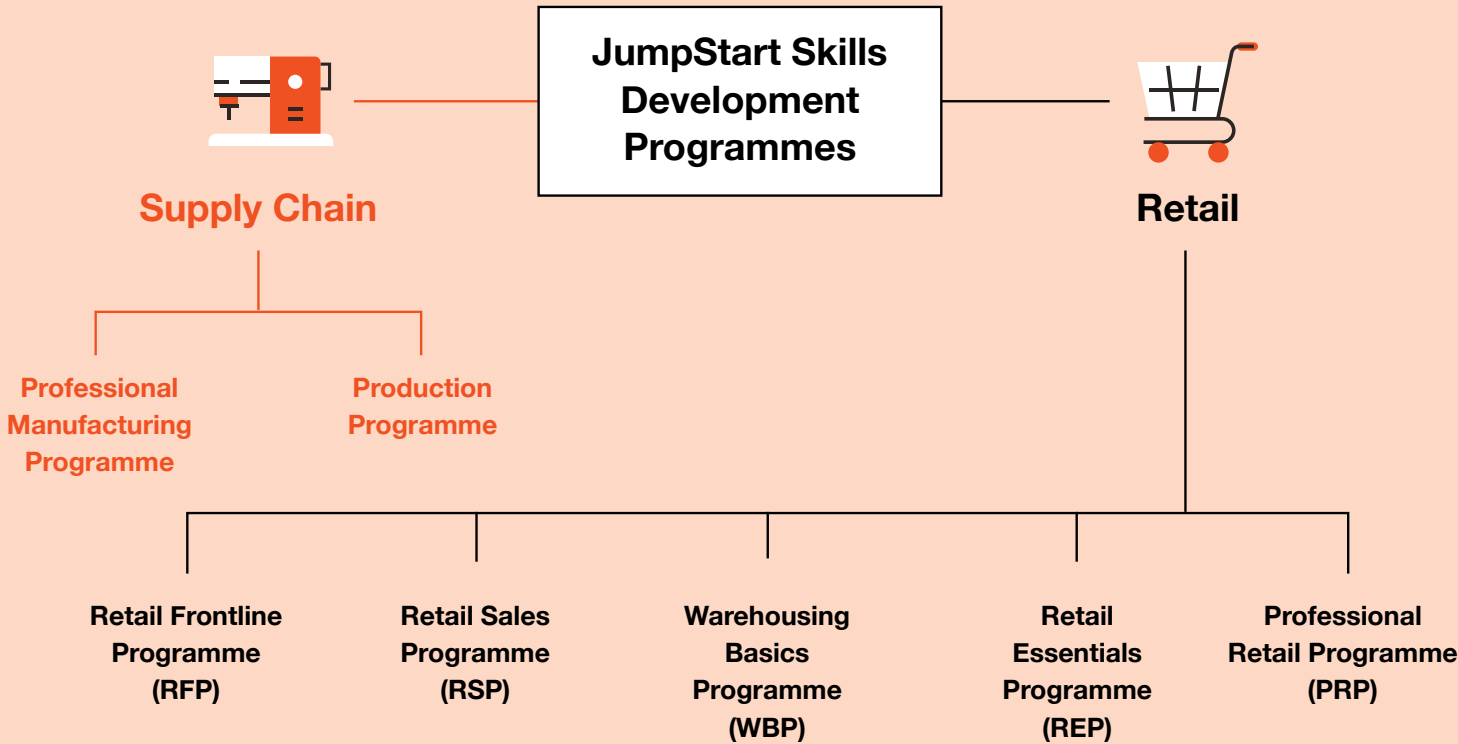 JumpStart Skills
Development
Programmes
Supply Chain
Retail
Professional
Manufacturing
Programme
Production
Programme
Retail Frontline
Programme
(RFP)
Retail Sales
Programme
(RSP)
Warehousing
Basics
Programme
(WBP)
Retail
Essentials
Programme
(REP)
Professional
Retail Programme
(PRP)